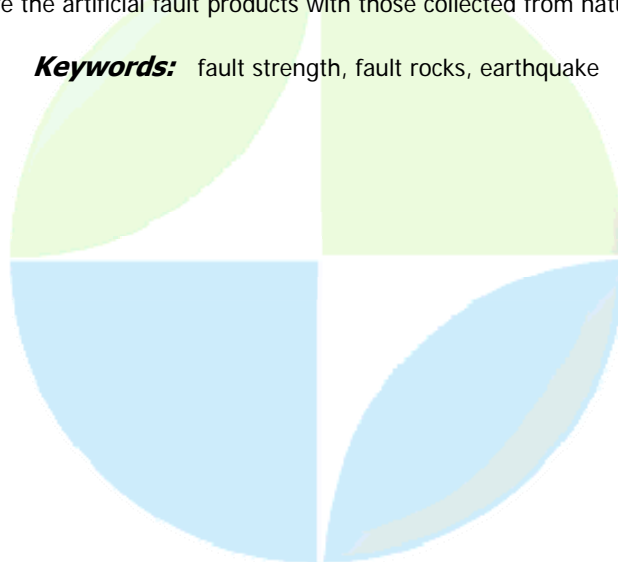 e the artificial fault products with those collected from natu
Keywords: fault strength, fault rocks, earthquake